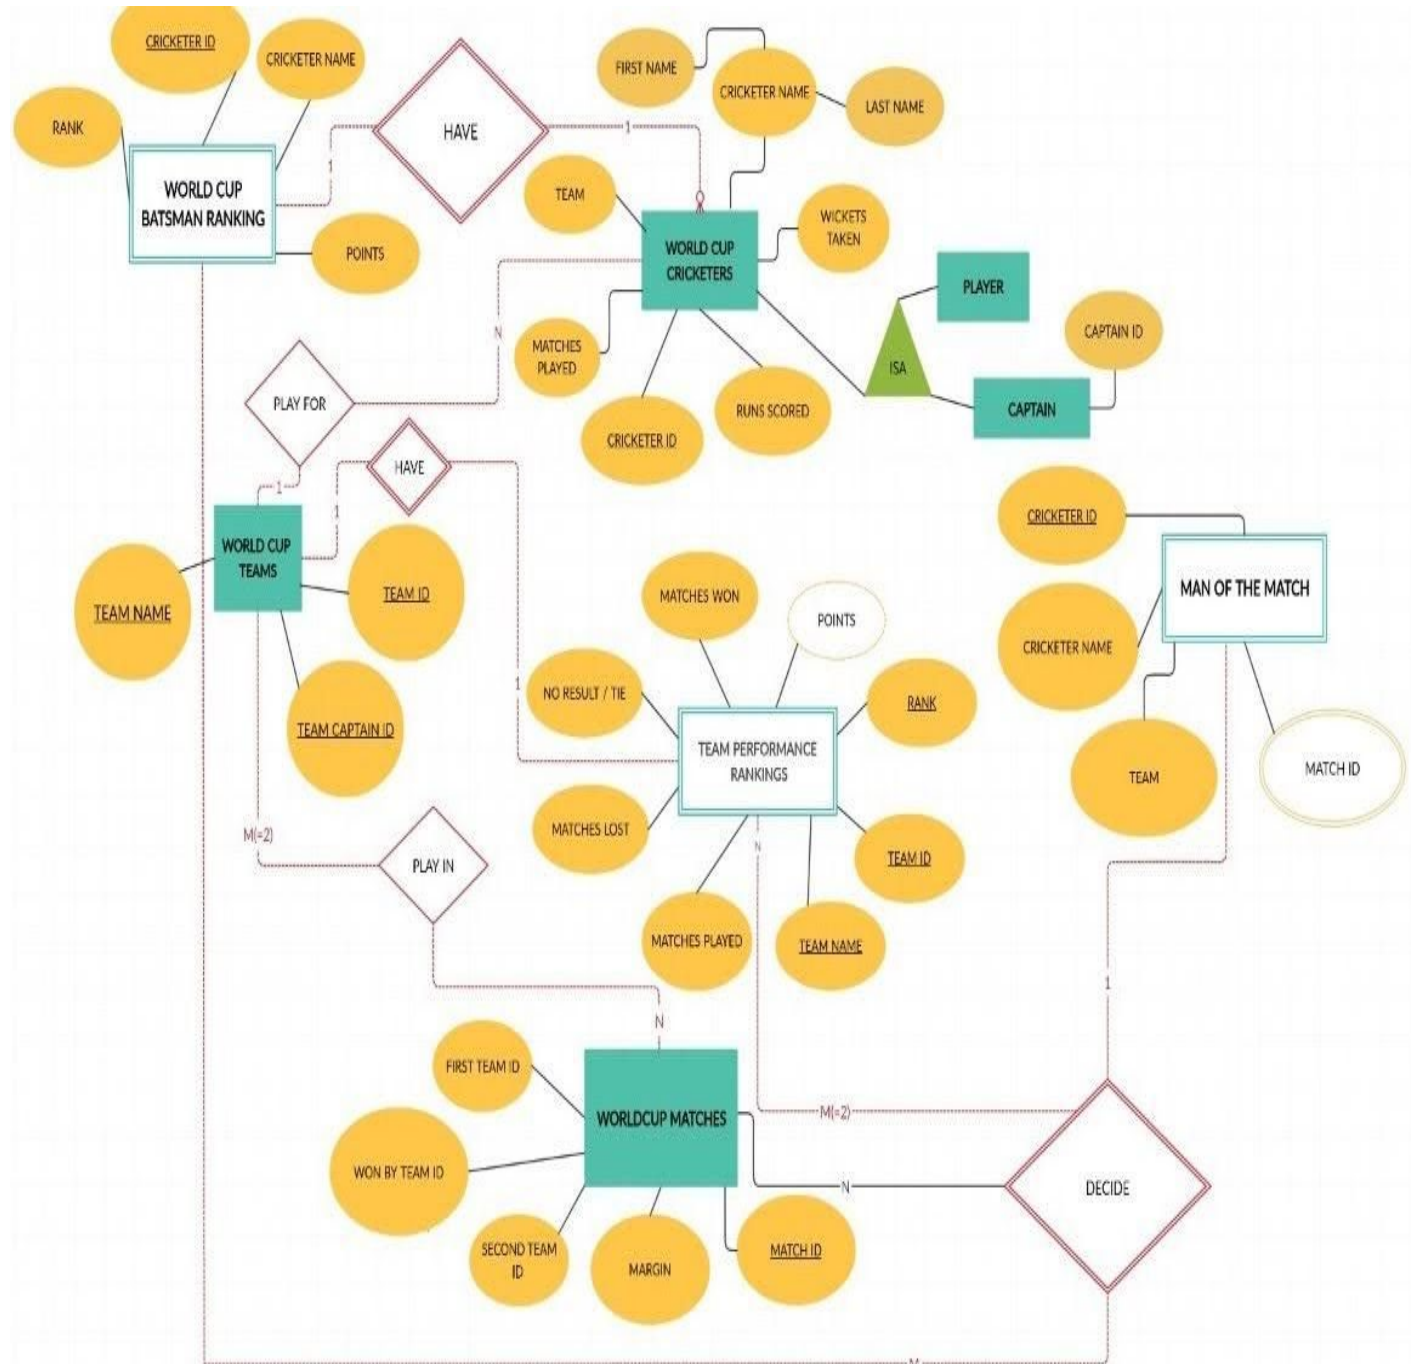 CRICKETER ID
CRICKETER NAME
RANK
HAVE
FIRST NAME
CRICKETER NAME
LAST NAME
1
1
WORLD CUP
BATSMAN RANKING
POINTS
TEAM
WICKETS
TAKEN
WORLD CUP
CRICKETERS
PLAYER
N
MATCHES
PLAYED
CAPTAIN ID
ISA
PLAY FOR
RUNS SCORED
CAPTAIN
CRICKETER ID
HAVE
1
1
CRICKETER ID
WORLD CUP
TEAMS
TEAM NAME
TEAM ID
MATCHES WON
POINTS
MAN OF THE MATCH
CRICKETER NAME
1
NO RESULT / TIE
RANK
TEAM CAPTAIN ID
TEAM PERFORMANCE
RANKINGS
TEAM
MATCH ID
MATCHES LOST
M(=2)
PLAY IN
N
TEAM ID
MATCHES PLAYED
TEAM NAME
1
N
FIRST TEAM ID
WORLDCUP MATCHES
M(=2)
WON BY TEAM ID
N
DECIDE
SECOND TEAM
ID
MARGIN
MATCH ID
M